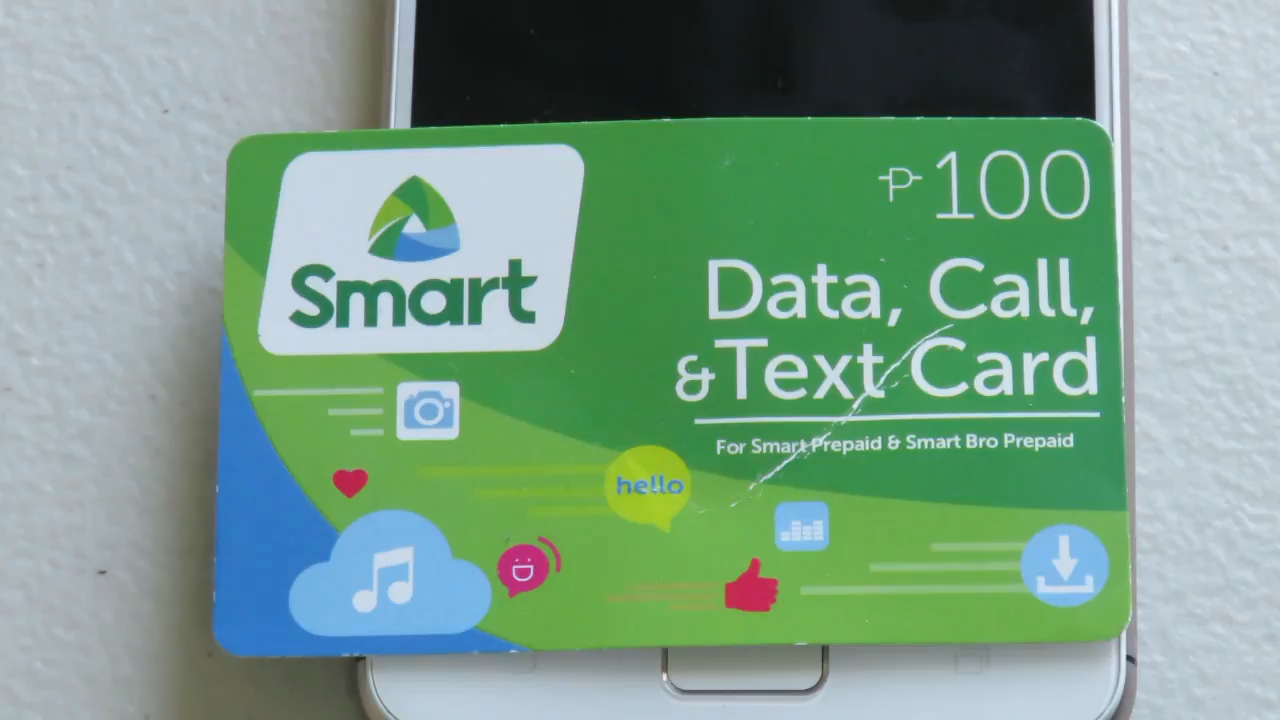 Smart
₱100
Data, Call,
&Text Card
For Smart Prepaid & Smart Bro Prepaid
hello